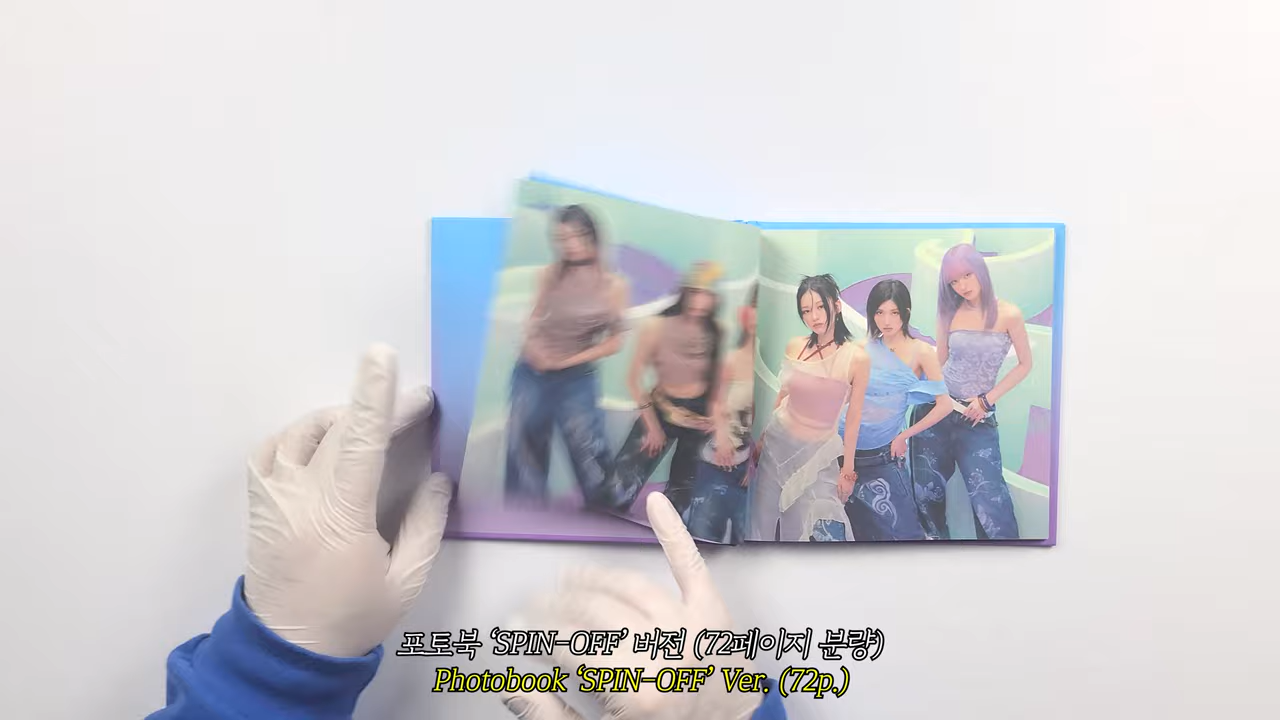 포토북 ‘SPIN-OFF’ 버전 (72페이지 분량)
Photobook ‘SPIN-OFF’ Ver. (72p.)